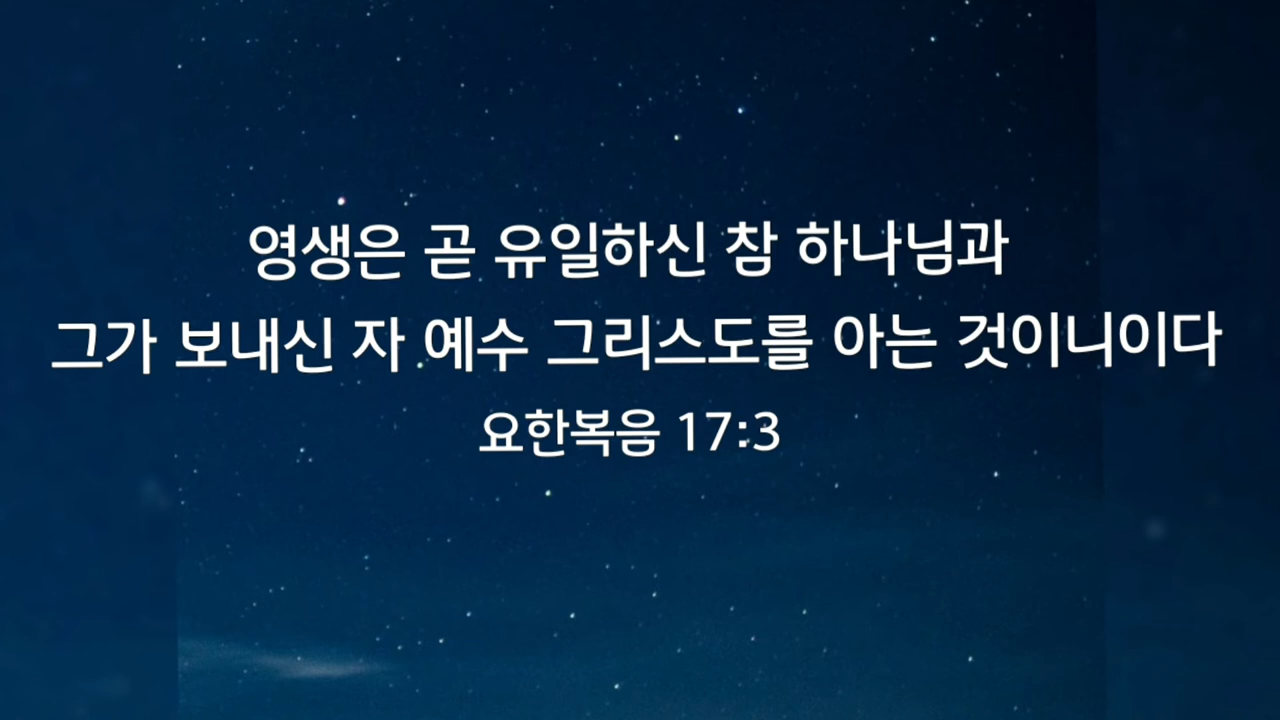 영생은 곧 유일하신 참 하나님과
그가 보내신 자 예수 그리스도를 아는 것이니이다
요한복음 17:3